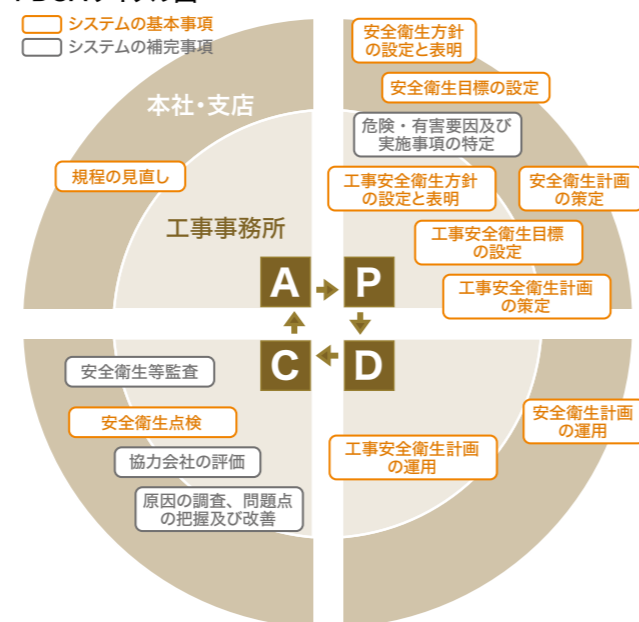 システムの基本事項
システムの補完事項
本社・支店
工事事務所
規程の見直し
安全衛生方針
の設定と表明
安全衛生目標の設定
危険・有害要因及び
実施事項の特定
工事安全衛生方針
の設定と表明
安全衛生計画
の策定
工事安全衛生目標
の設定
工事安全衛生計画
の策定
A
P
C
D
安全衛生等監査
安全衛生点検
協力会社の評価
原因の調査、問題点
の把握及び改善
工事安全衛生計画
の運用
安全衛生計画
の運用